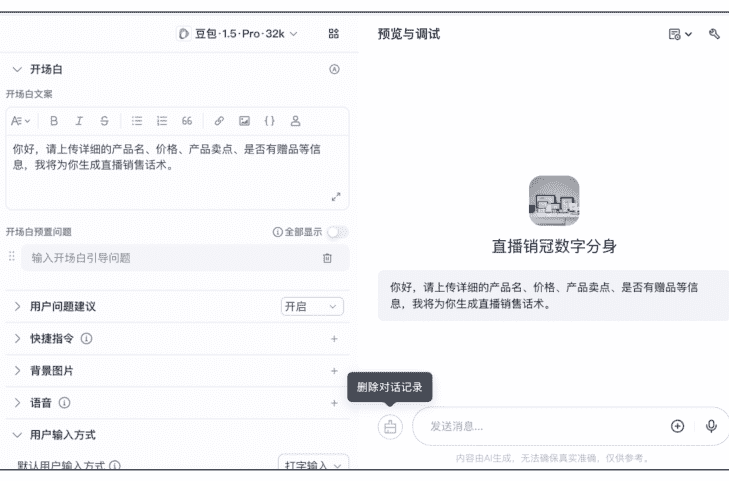 豆包·1.5·Pro·32k
预览与调试
开场白
开场白文案
你好，请上传详细的产品名、价格、产品卖点、是否有赠品等信
息，我将为你生成直播销售话术。
开场白预置问题
全部显示
输入开场白引导问题
用户问题建议
开启
快捷指令
背景图片
语音
用户输入方式
默认用户输入方式
打字输入
直播销冠数字分身
你好，请上传详细的产品名、价格、产品卖点、是否有赠品等信
息，我将为你生成直播销售话术。
删除对话记录
发送消息...
内容由AI生成，无法确保真实准确，仅供参考。